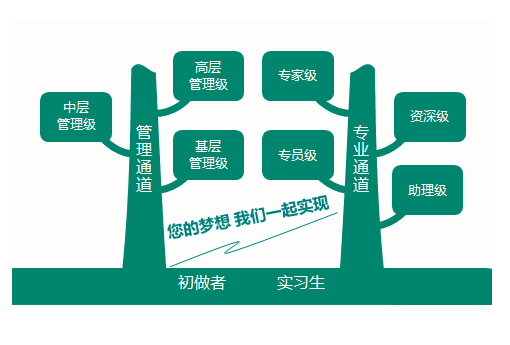 高层
管理级
专家级
中层
管理级
资深级
管理通道
专业通道
基层
管理级
专员级
助理级
您的梦想 我们一起实现
初做者
实习生